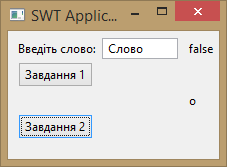 SWT Applic...
Введіть слово: Слово false
Завдання 1
o
Завдання 2